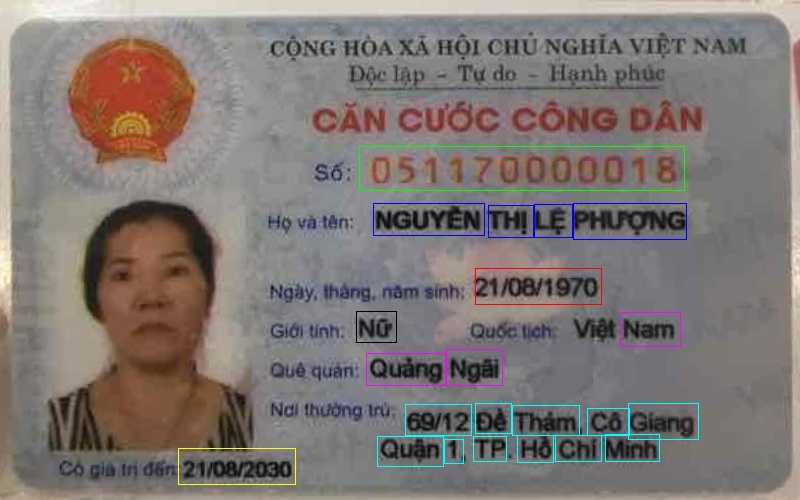 CỘNG HÒA XÃ HỘI CHỦ NGHĨA VIỆT NAM
Độc lập - Tự do - Hạnh phúc
CĂN CƯỚC CÔNG DÂN
Số: 051170000018
Họ và tên: NGUYỄN THỊ LỆ PHƯỢNG
Ngày, tháng, năm sinh: 21/08/1970
Giới tính: Nữ Quốc tịch: Việt Nam
Quê quán: Quảng Ngãi
Nơi thường trú: 69/12 Đề Thám, Cô Giang
Quận 1, TP. Hồ Chí Minh
Có giá trị đến: 21/08/2030